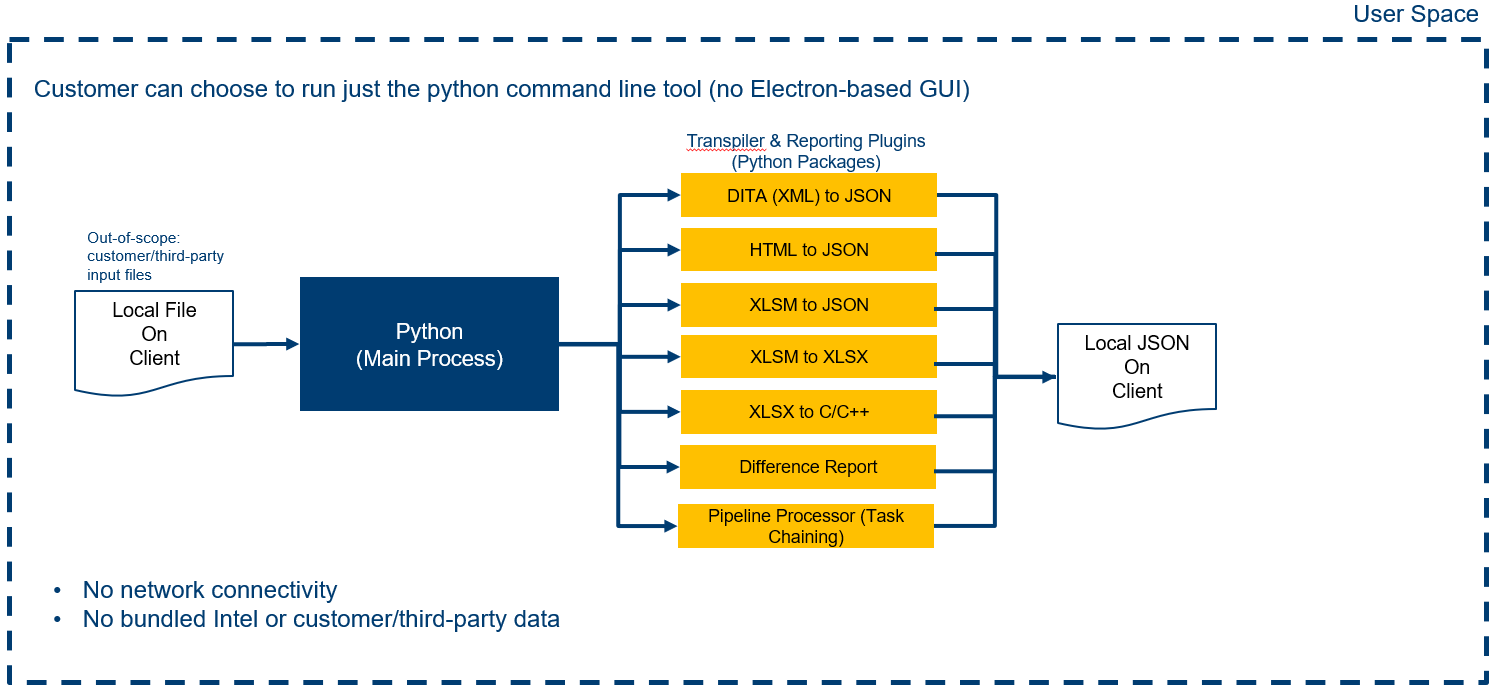 User Space
Customer can choose to run just the python command line tool (no Electron-based GUI)
Transpiler & Reporting Plugins
(Python Packages)
DITA (XML) to JSON
HTML to JSON
XLSM to JSON
XLSM to XLSX
XLSX to C/C++
Difference Report
Pipeline Processor (Task
Chaining)
Out-of-scope:
customer/third-party
input files
Local File
On
Client
Python
(Main Process)
Local JSON
On
Client
• No network connectivity
• No bundled Intel or customer/third-party data